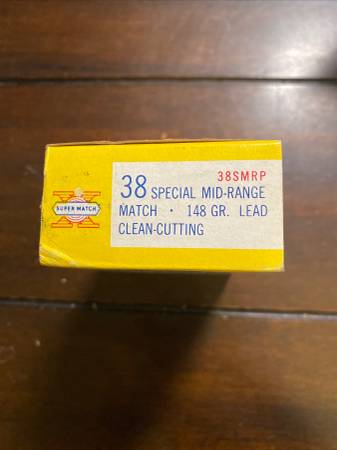 38SMRP
38 SPECIAL MID-RANGE
MATCH · 148 GR. LEAD
CLEAN-CUTTING
X
SUPER MATCH